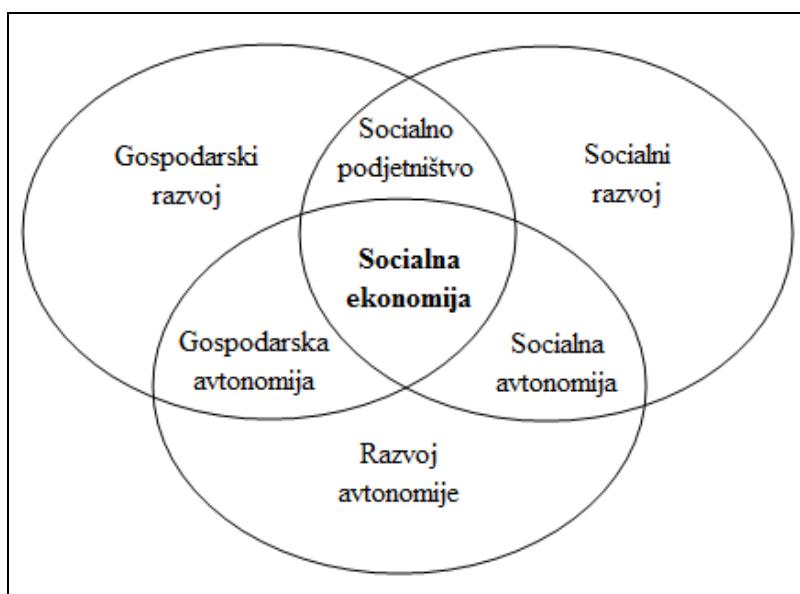 Socialno
podjetništvo
Gospodarski
razvoj
Socialni
razvoj
Socialna
ekonomija
Gospodarska
avtonomija
Socialna
avtonomija
Razvoj
avtonomije